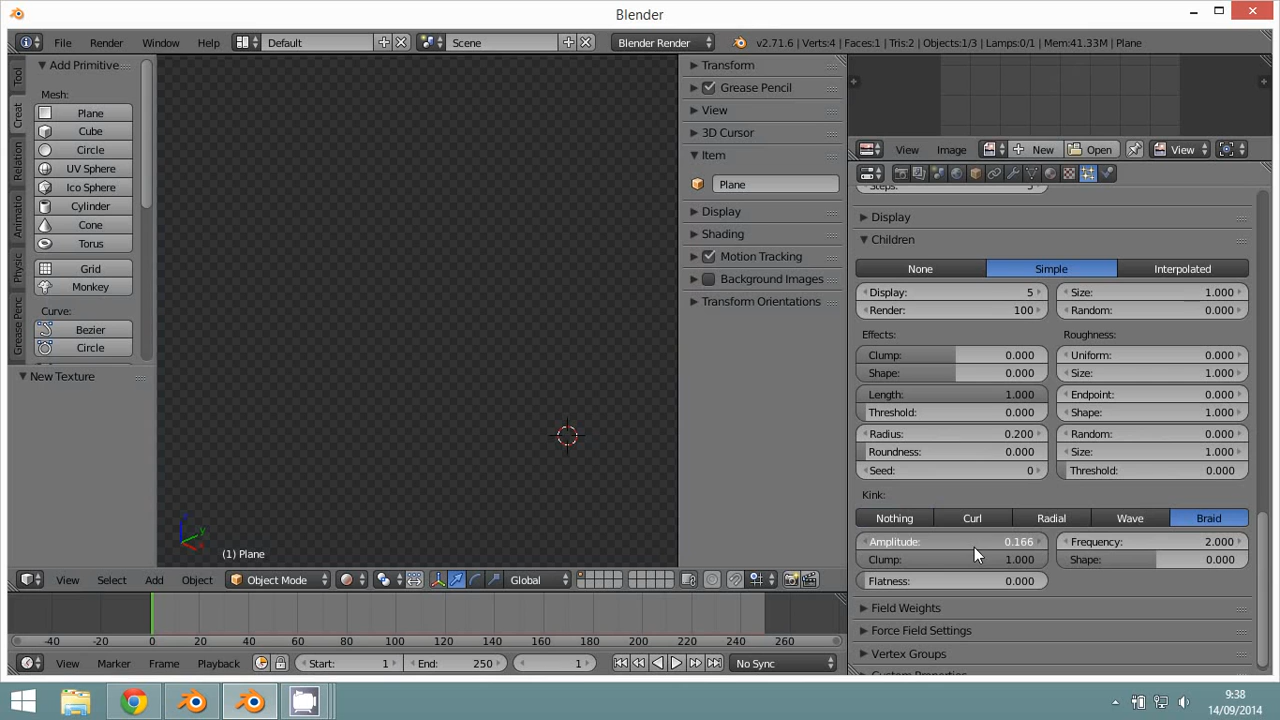 Blender
File Render Window Help Default Scene Blender Render v2.71.6 | Verts:4 | Faces:1 | Tris:2 | Objects:1/3 | Lamps:0/1 | Mem:41.33M | Plane
Add Primitive
Mesh:
Plane
Cube
Circle
UV Sphere
Ico Sphere
Cylinder
Cone
Torus
Grid
Monkey
Curve:
Bezier
Circle
New Texture
Tool
Creat
Relation
Animatio
Physic
Grease Penc
(1) Plane
Transform
Grease Pencil
View
3D Cursor
Item
Plane
Display
Shading
Motion Tracking
Background Images
Transform Orientations
View Image New Open View
Display
Children
None Simple Interpolated
Display: 5 Size: 1.000
Render: 100 Random: 0.000
Effects: Roughness:
Clump: 0.000 Uniform: 0.000
Shape: 0.000 Size: 1.000
Length: 1.000 Endpoint: 0.000
Threshold: 0.000 Shape: 1.000
Radius: 0.200 Random: 0.000
Roundness: 0.000 Size: 1.000
Seed: 0 Threshold: 0.000
Kink:
Nothing Curl Radial Wave Braid
Amplitude: 0.166 Frequency: 2.000
Clump: 1.000 Shape: 0.000
Flatness: 0.000
Field Weights
Force Field Settings
Vertex Groups
View Select Add Object Object Mode Global
-40 -20 0 20 40 60 80 100 120 140 160 180 200 220 240 260
View Marker Frame Playback Start: 1 End: 250 1 No Sync
9:38
14/09/2014